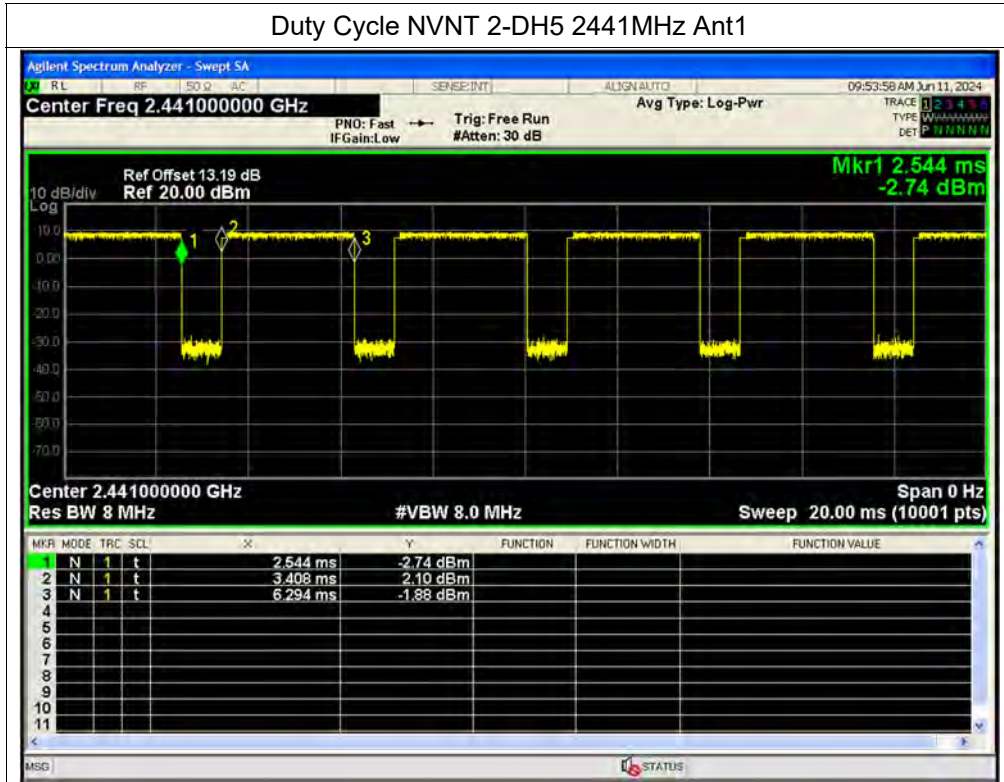 Duty Cycle NVNT 2-DH5 2441MHz Ant1
Agilent Spectrum Analyzer - Swept SA
RL RF 50 Ω AC SENSE:INT ALIGN AUTO 09:53:58 AM Jun 11, 2024
Center Freq 2.441000000 GHz Avg Type: Log-Pwr TRACE 1 2 3 4 5 6
PNO: Fast Trig: Free Run TYPE
IFGain:Low #Atten: 30 dB DET P N N N N N
Mkr1 2.544 ms
Ref Offset 13.19 dB
10 dB/div Ref 20.00 dBm -2.74 dBm
Log
10.0
0.00
-10.0
-20.0
-30.0
-40.0
-50.0
-60.0
-70.0
1
2
3
Center 2.441000000 GHz Span 0 Hz
Res BW 8 MHz #VBW 8.0 MHz Sweep 20.00 ms (10001 pts)
MKR MODE TRC SCL X Y FUNCTION FUNCTION WIDTH FUNCTION VALUE
1 N 1 t 2.544 ms -2.74 dBm
2 N 1 t 3.408 ms 2.10 dBm
3 N 1 t 6.294 ms -1.88 dBm
4
5
6
7
8
9
10
11
MSG STATUS